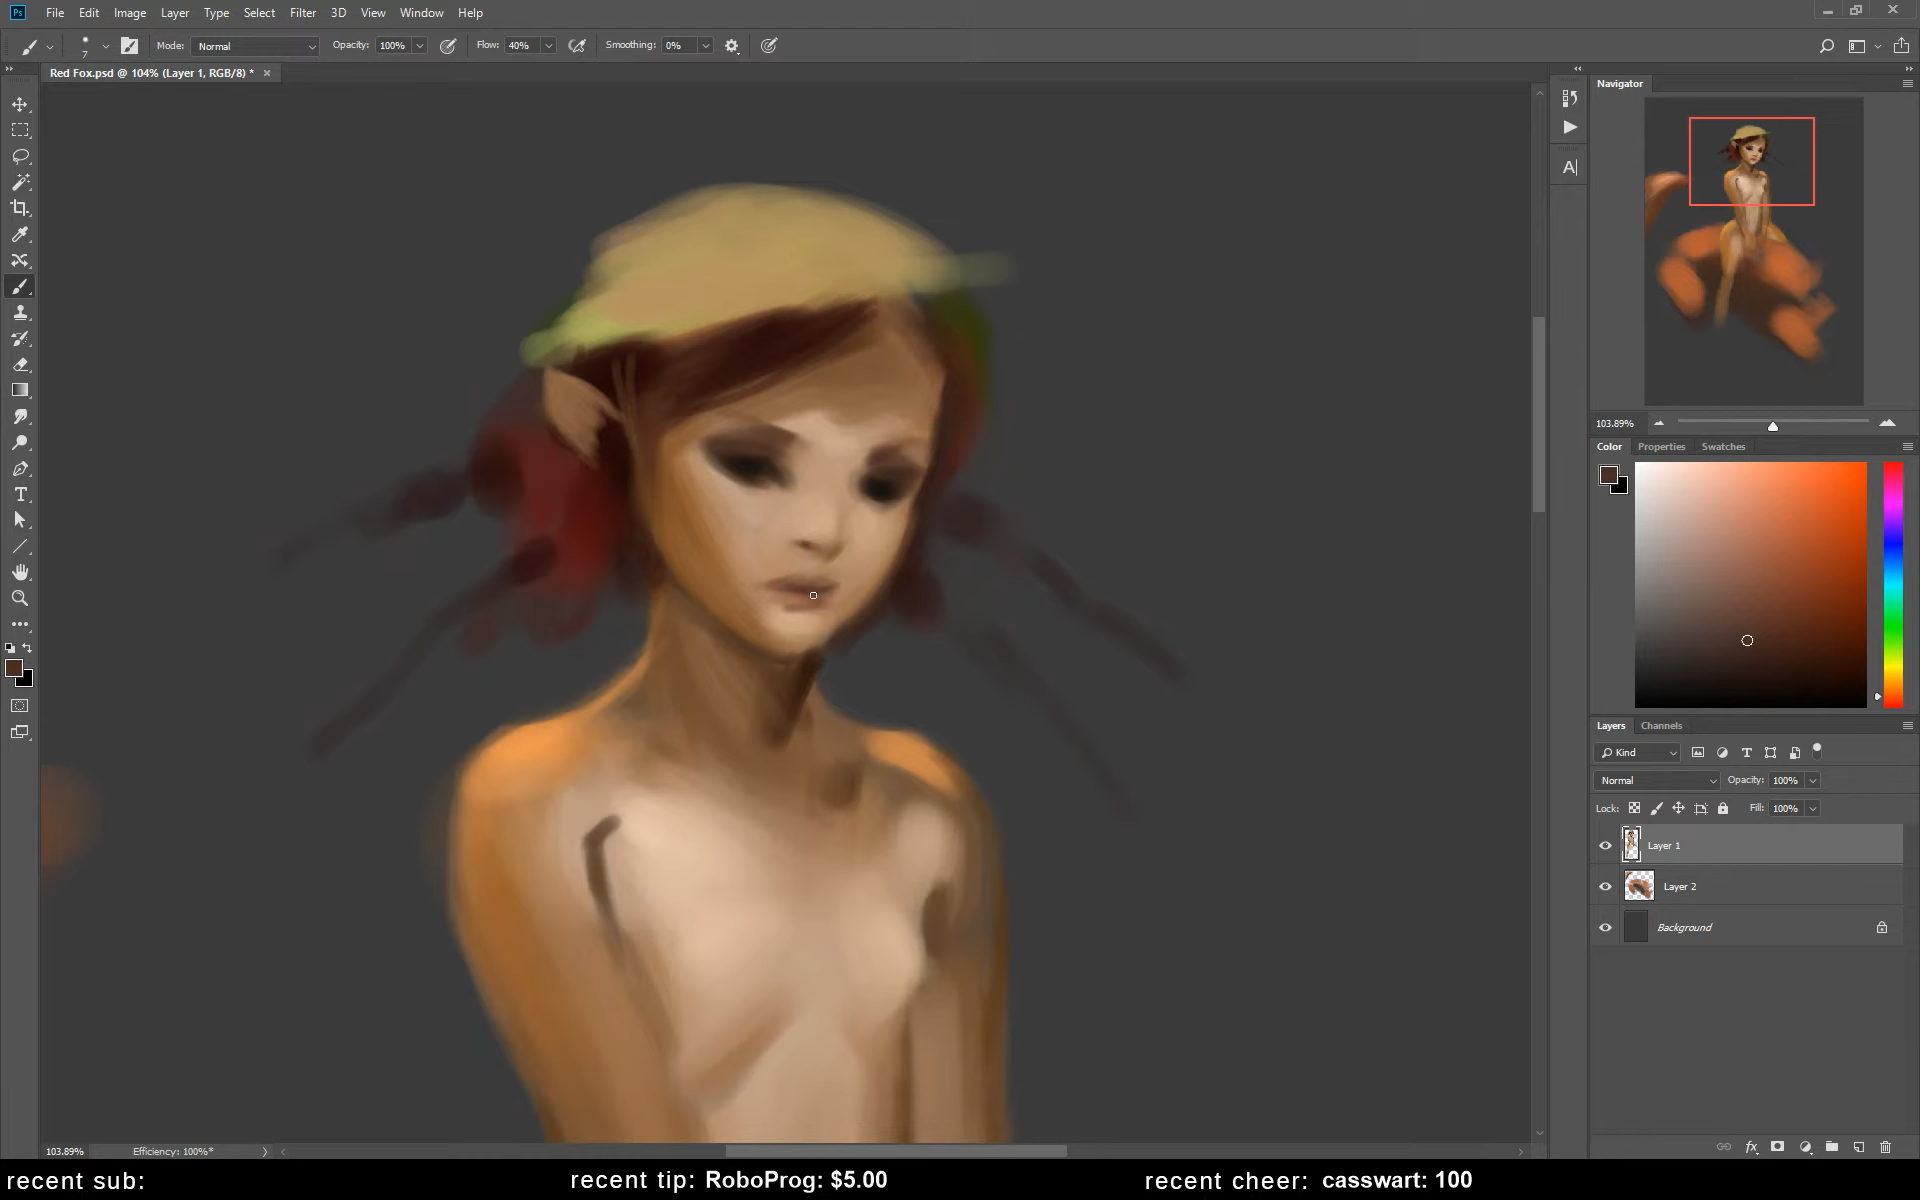 Ps File Edit Image Layer Type Select Filter 3D View Window Help
7 Mode: Normal Opacity: 100% Flow: 40% Smoothing: 0%
Red Fox.psd @ 104% (Layer 1, RGB/8) * ×
Navigator
103.89%
Color Properties Swatches
Layers Channels
Kind
Normal Opacity: 100%
Lock: Fill: 100%
Layer 1
Layer 2
Background
103.89% Efficiency: 100%*
recent sub: recent tip: RoboProg: $5.00 recent cheer: casswart: 100